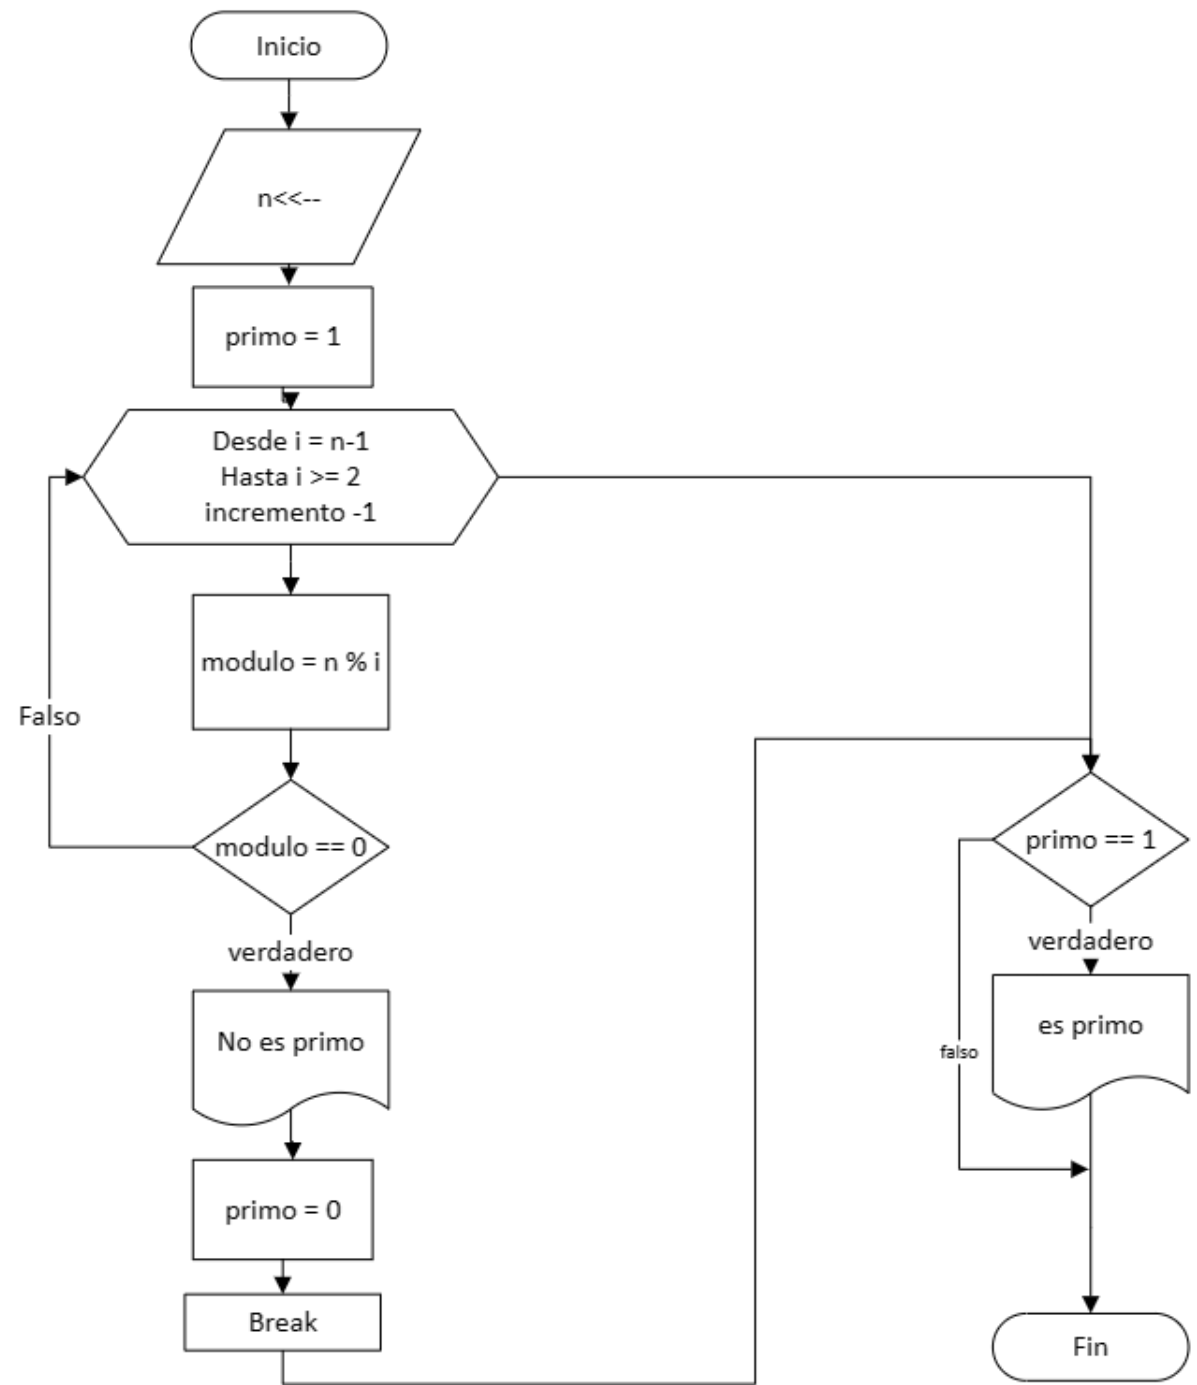 Inicio
n<<--
primo = 1
Desde i = n-1
Hasta i >= 2
incremento -1
modulo = n % i
Falso
modulo == 0
verdadero
No es primo
primo = 0
Break
primo == 1
verdadero
es primo
falso
Fin